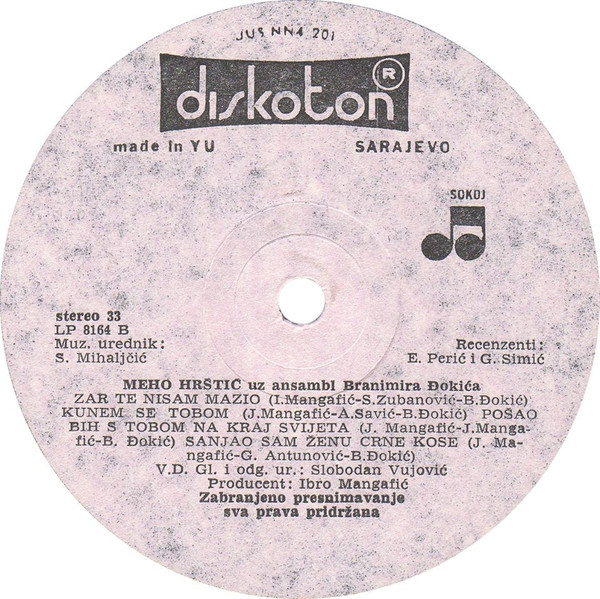 JUS NN4 201
diskoton ®
made in YU SARAJEVO
SOKOJ
stereo 33
LP 8164 B
Muz. urednik:
S. Mihaljčić
Recenzenti:
E. Perić i G. Simić
MEHO HRŠTIĆ uz ansambl Branimira Đokića
ZAR TE NISAM MAZIO (I.Mangafić-S.Zubanović-B.Đokić)
KUNEM SE TOBOM (J.Mangafić-A.Savić-B.Đokić) POŠAO
BIH S TOBOM NA KRAJ SVIJETA (J. Mangafić-J.Manga-
fić-B. Đokić) SANJAO SAM ŽENU CRNE KOSE (J. Ma-
ngafić-G. Antunović-B.Đokić)
V.D. Gl. i odg. ur.: Slobodan Vujović
Producent: Ibro Mangafić
Zabranjeno presnimavanje
sva prava pridržana